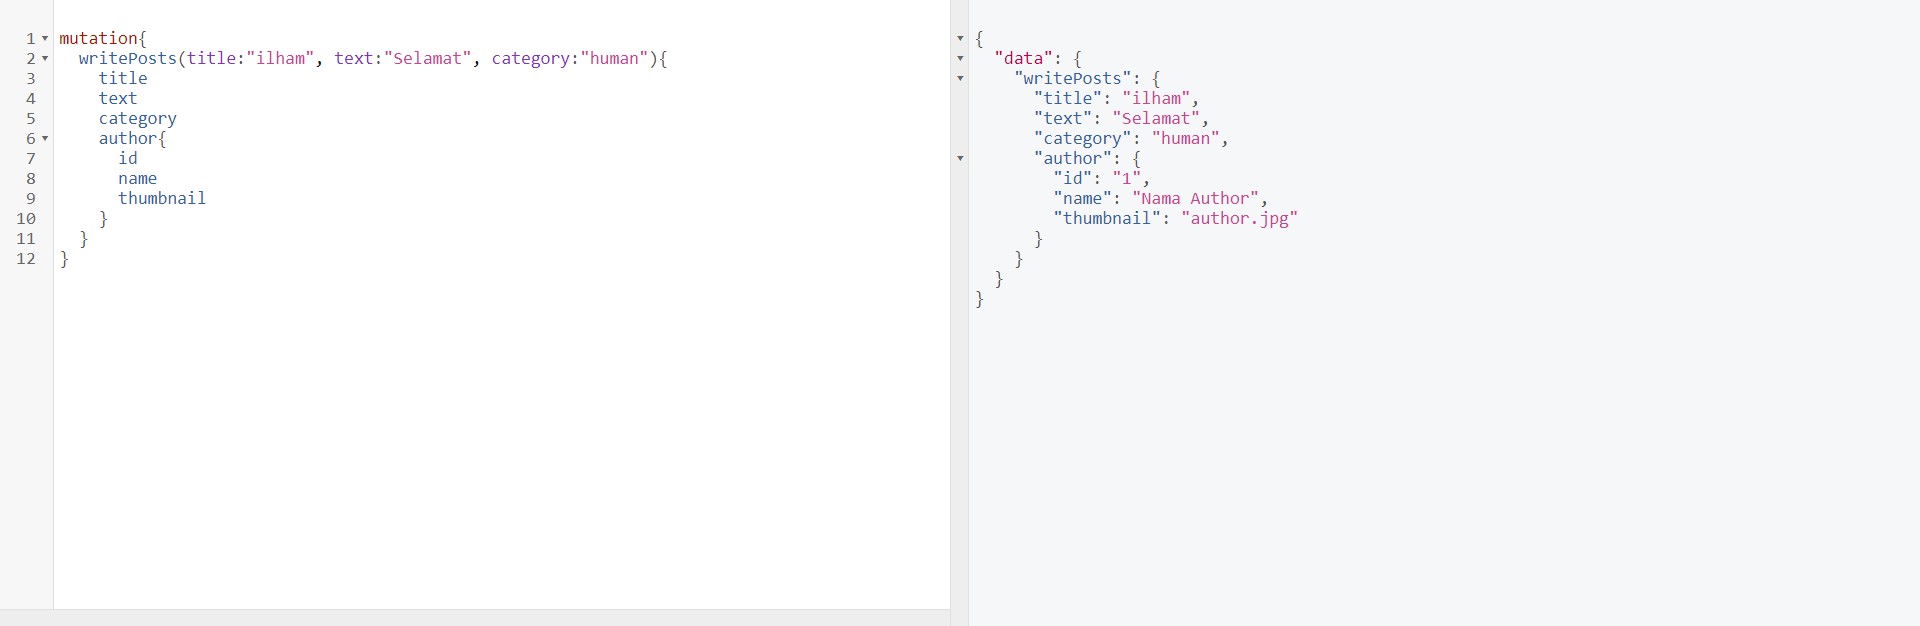 1 mutation{
2 writePosts(title:"ilham", text:"Selamat", category:"human"){
3 title
4 text
5 category
6 author{
7 id
8 name
9 thumbnail
10 }
11 }
12 }
{
"data": {
"writePosts": {
"title": "ilham",
"text": "Selamat",
"category": "human",
"author": {
"id": "1",
"name": "Nama Author",
"thumbnail": "author.jpg"
}
}
}
}